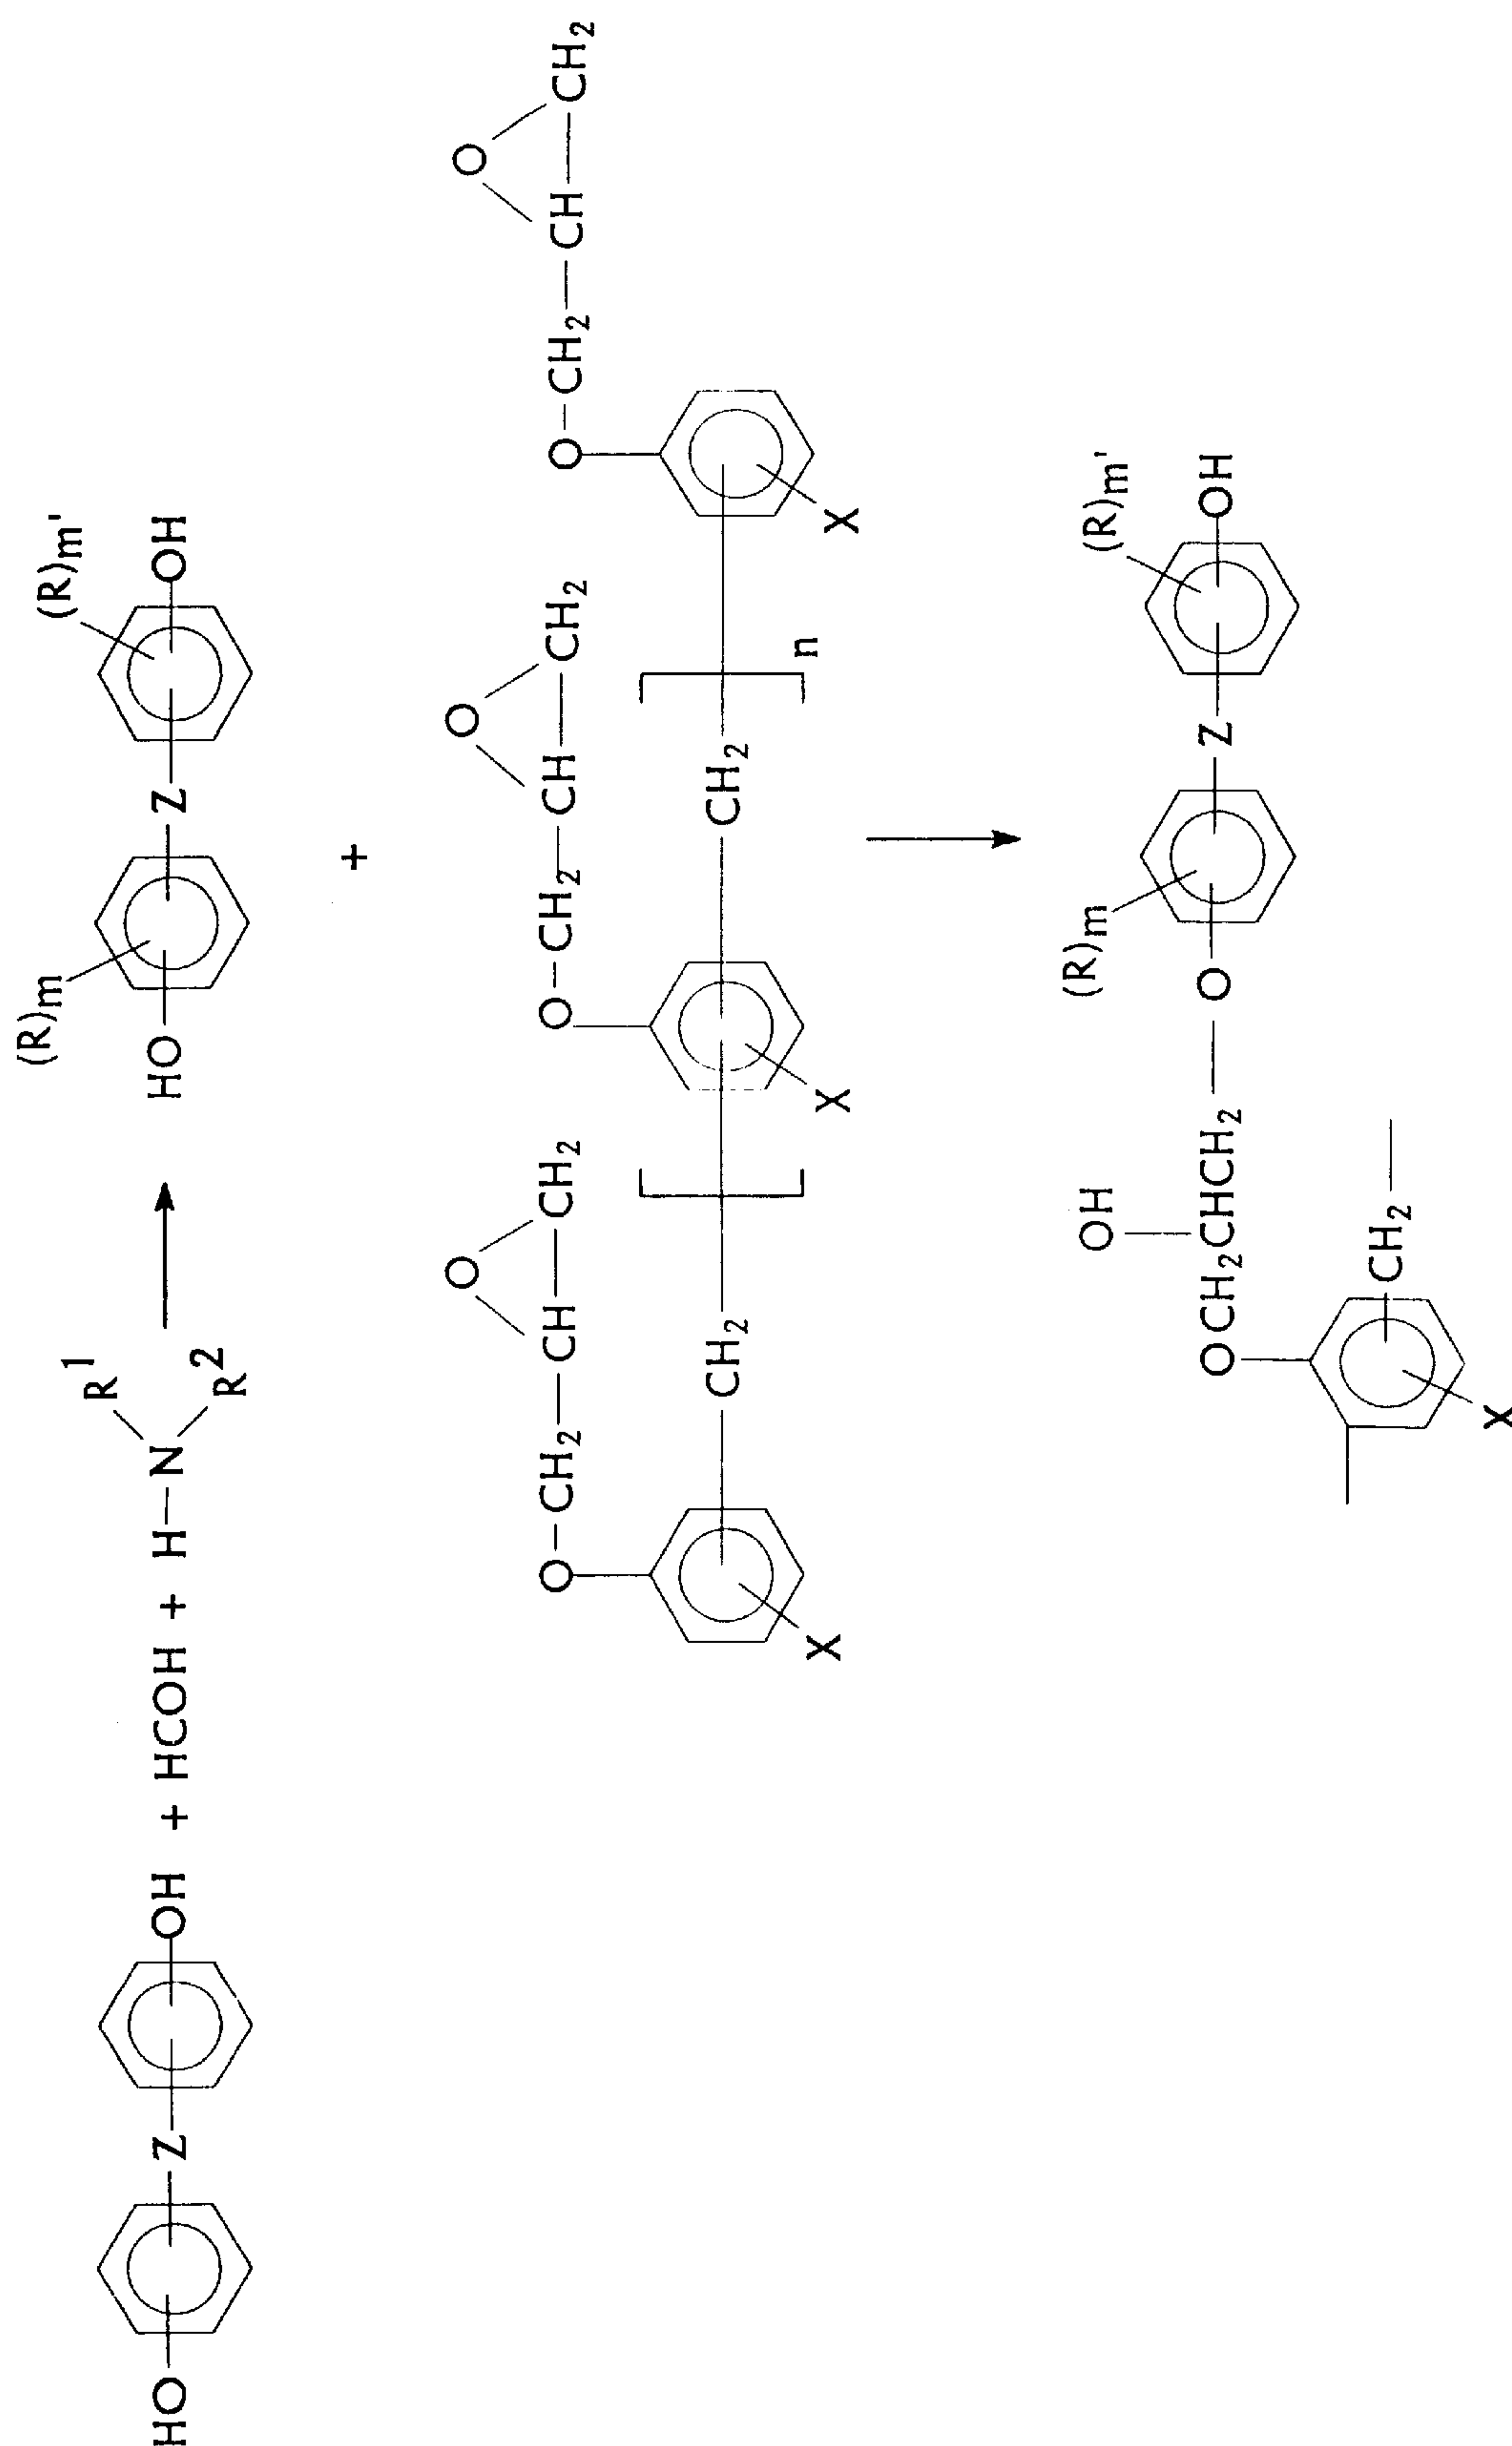 HO-Z-OH + HCOH + H-N R¹ R² → HO (R)m Z (R)m' OH
+
O-CH₂-CH-CH₂ O O-CH₂-CH-CH₂ O O-CH₂-CH-CH₂ O
X CH₂ [ X CH₂ ]n X
OH (R)m (R)m'
OCH₂CHCH₂-O-Z-OH
X CH₂